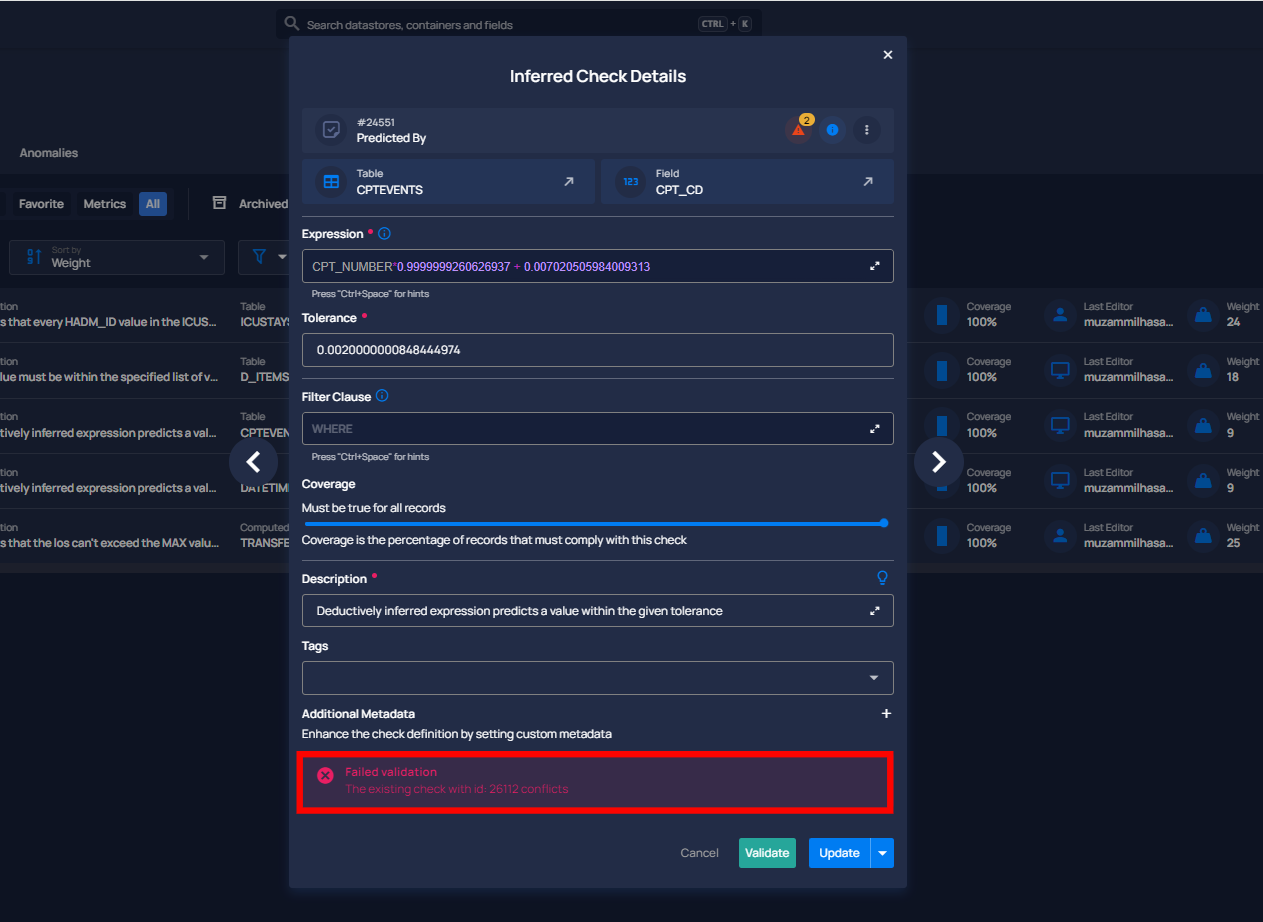 Search datastores, containers and fields CTRL + K
Inferred Check Details
#24551
Predicted By
2
Table
CPTEVENTS
123
Field
CPT_CD
Anomalies
Favorite Metrics All Archived
Sort by
Weight
Expression *
CPT_NUMBER*0.9999999260626937 + 0.007020505984009313
Press "Ctrl+Space" for hints
Tolerance *
0.0020000000848444974
Filter Clause
WHERE
Press "Ctrl+Space" for hints
Coverage
Must be true for all records
Coverage is the percentage of records that must comply with this check
Description *
Deductively inferred expression predicts a value within the given tolerance
Tags
Additional Metadata
Enhance the check definition by setting custom metadata
Failed validation
The existing check with id: 26112 conflicts
Cancel Validate Update
tion Table Coverage Last Editor Weight
s that every HADM_ID value in the ICUS... ICUSTAYS 100% muzammilhasa... 24
tion Table Coverage Last Editor Weight
lue must be within the specified list of v... D_ITEMS 100% muzammilhasa... 18
tion Table Coverage Last Editor Weight
tively inferred expression predicts a val... CPTEVEN 100% muzammilhasa... 9
tion Coverage Last Editor Weight
tively inferred expression predicts a val... DATETIME 100% muzammilhasa... 9
tion Computed Coverage Last Editor Weight
s that the los can't exceed the MAX valu... TRANSFE 100% muzammilhasa... 25